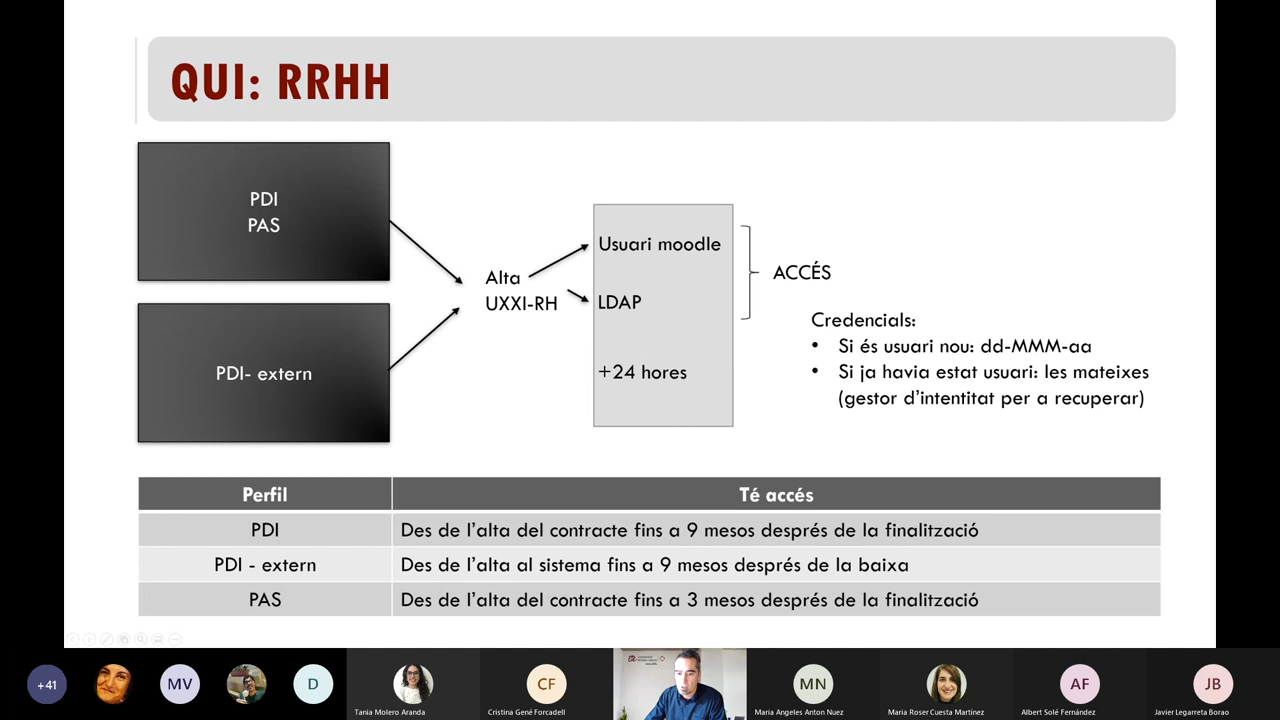 QUI: RRHH
PDI
PAS
PDI- extern
Alta
UXXI-RH
Usuari moodle
LDAP
+24 hores
ACCÉS
Credencials:
• Si és usuari nou: dd-MMM-aa
• Si ja havia estat usuari: les mateixes
(gestor d'intentitat per a recuperar)
Perfil Té accés
PDI Des de l'alta del contracte fins a 9 mesos després de la finalització
PDI - extern Des de l'alta al sistema fins a 9 mesos després de la baixa
PAS Des de l'alta del contracte fins a 3 mesos després de la finalització
+41 MV D CF MN AF JB
Tania Molero Aranda Cristina Gené Forcadell Maria Angeles Anton Nuez Maria Roser Cuesta Martínez Albert Solé Fernández Javier Legarreta Borao